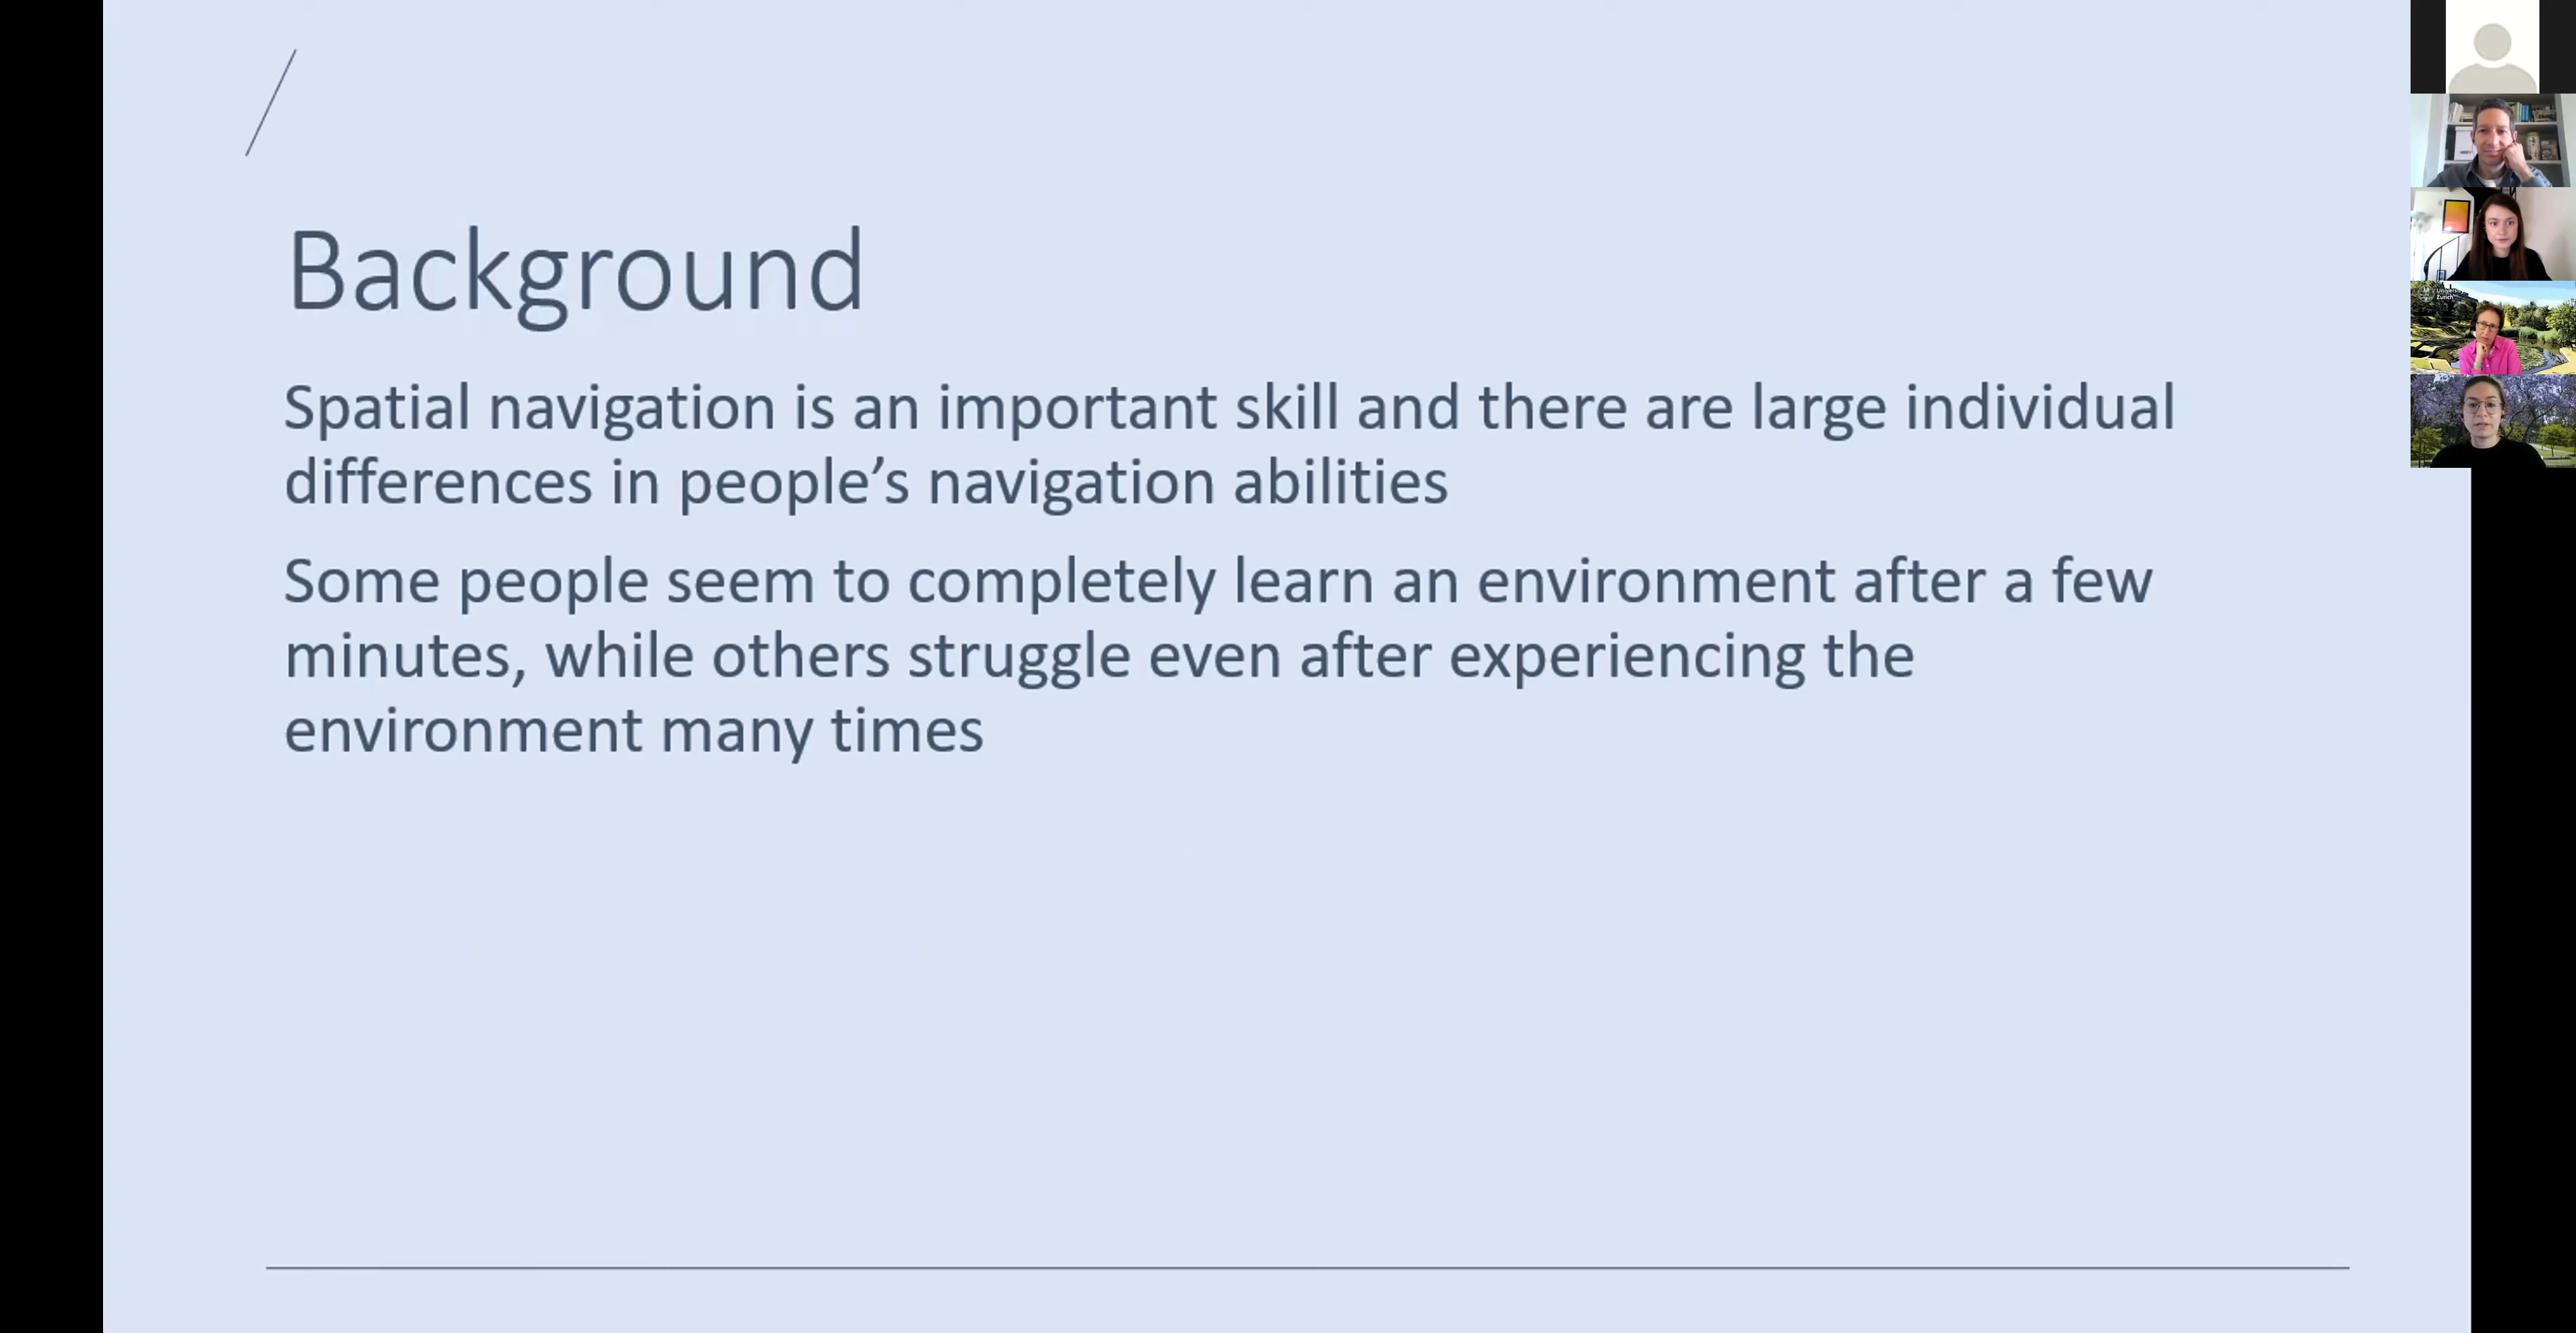 Background
Spatial navigation is an important skill and there are large individual
differences in people’s navigation abilities
Some people seem to completely learn an environment after a few
minutes, while others struggle even after experiencing the
environment many times